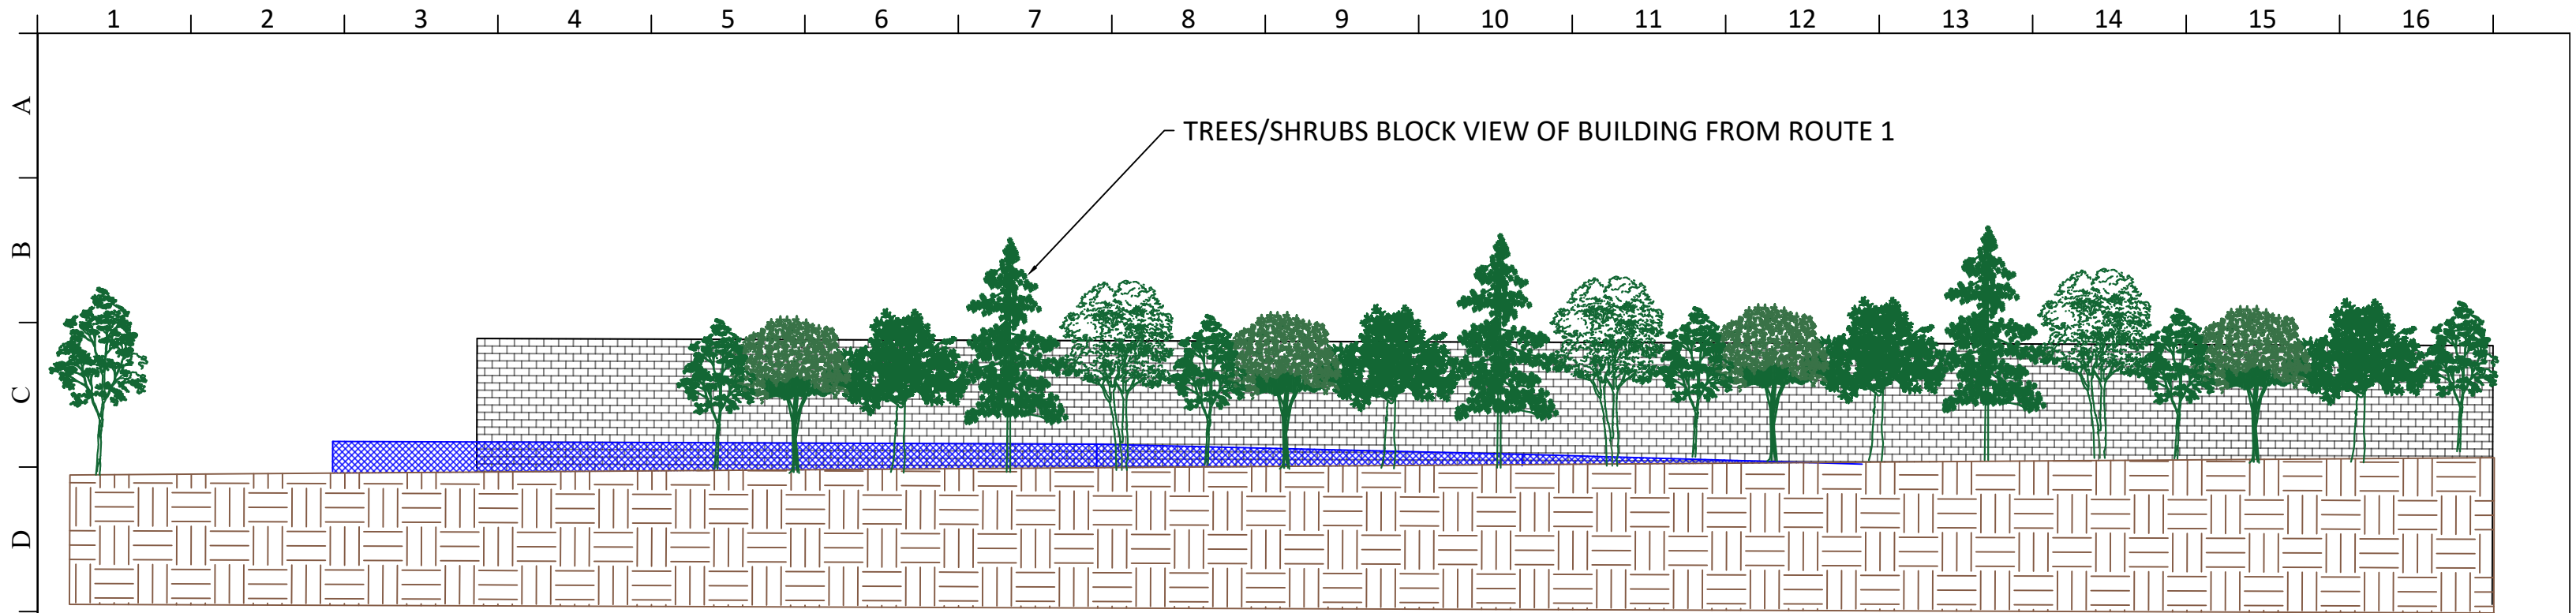 1 2 3 4 5 6 7 8 9 10 11 12 13 14 15 16
A
TREES/SHRUBS BLOCK VIEW OF BUILDING FROM ROUTE 1
B
C
D